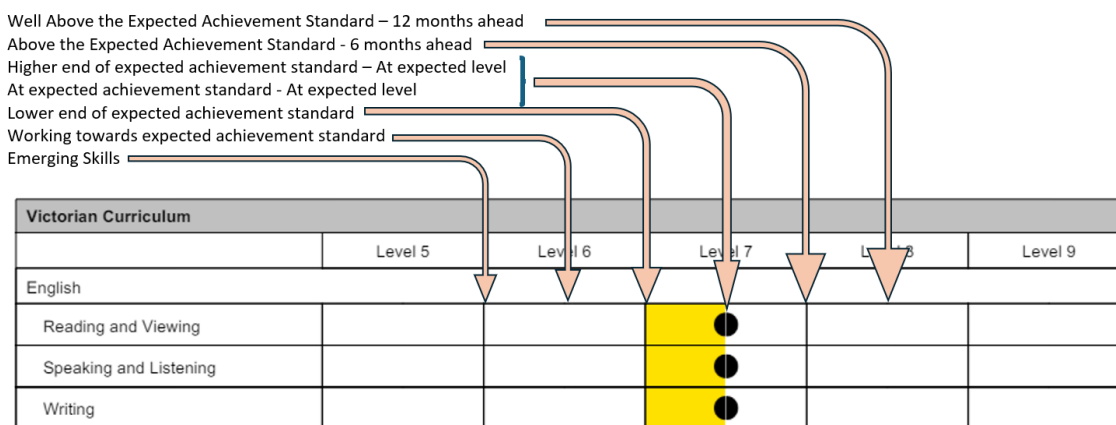 Well Above the Expected Achievement Standard – 12 months ahead
Above the Expected Achievement Standard - 6 months ahead
Higher end of expected achievement standard – At expected level
At expected achievement standard - At expected level
Lower end of expected achievement standard
Working towards expected achievement standard
Emerging Skills
Victorian Curriculum
Level 5 Level 6 Level 7 Level 8 Level 9
English
Reading and Viewing
Speaking and Listening
Writing